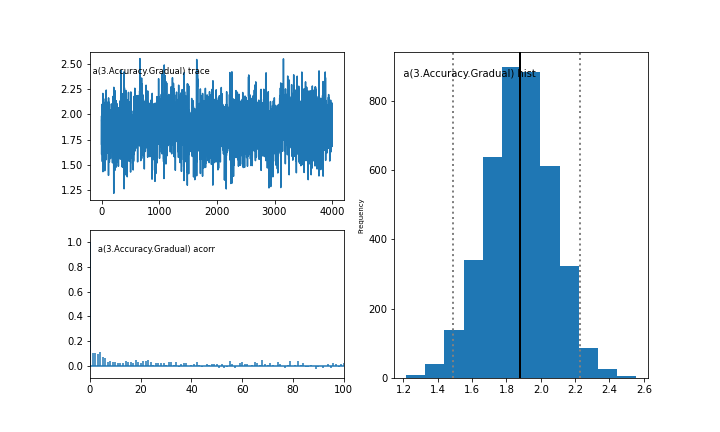 a(3.Accuracy.Gradual) trace
2.50
2.25
2.00
1.75
1.50
1.25
0 1000 2000 3000 4000
a(3.Accuracy.Gradual) acorr
1.0
0.8
0.6
0.4
0.2
0.0
0 20 40 60 80 100
a(3.Accuracy.Gradual) hist
Frequency
800
600
400
200
0
1.2 1.4 1.6 1.8 2.0 2.2 2.4 2.6